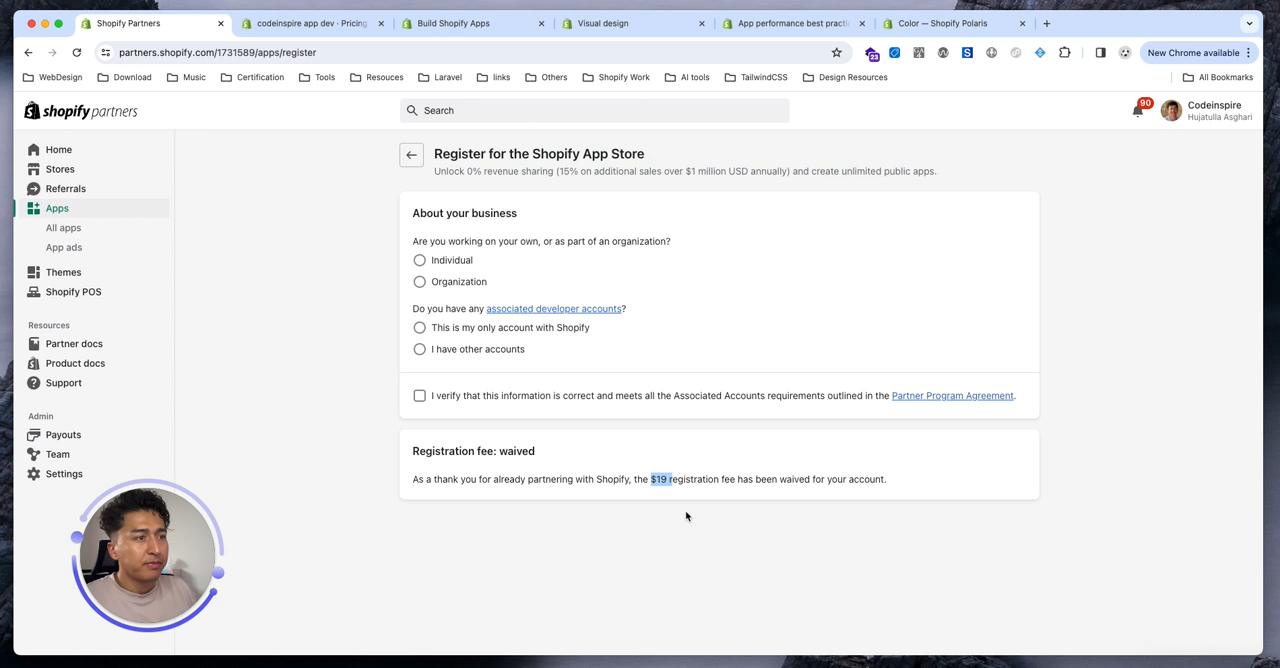 Shopify Partners
codeinspire app dev · Pricing
Build Shopify Apps
Visual design
App performance best practi
Color — Shopify Polaris
partners.shopify.com/1731589/apps/register
23
New Chrome available
WebDesign
Download
Music
Certification
Tools
Resouces
Laravel
links
Others
Shopify Work
AI tools
TailwindCSS
Design Resources
All Bookmarks
shopify partners
Search
90
Codeinspire
Hujatulla Asghari
Home
Stores
Referrals
Apps
All apps
App ads
Themes
Shopify POS
Resources
Partner docs
Product docs
Support
Admin
Payouts
Team
Settings
Register for the Shopify App Store
Unlock 0% revenue sharing (15% on additional sales over $1 million USD annually) and create unlimited public apps.
About your business
Are you working on your own, or as part of an organization?
Individual
Organization
Do you have any associated developer accounts?
This is my only account with Shopify
I have other accounts
I verify that this information is correct and meets all the Associated Accounts requirements outlined in the Partner Program Agreement.
Registration fee: waived
As a thank you for already partnering with Shopify, the $19 registration fee has been waived for your account.